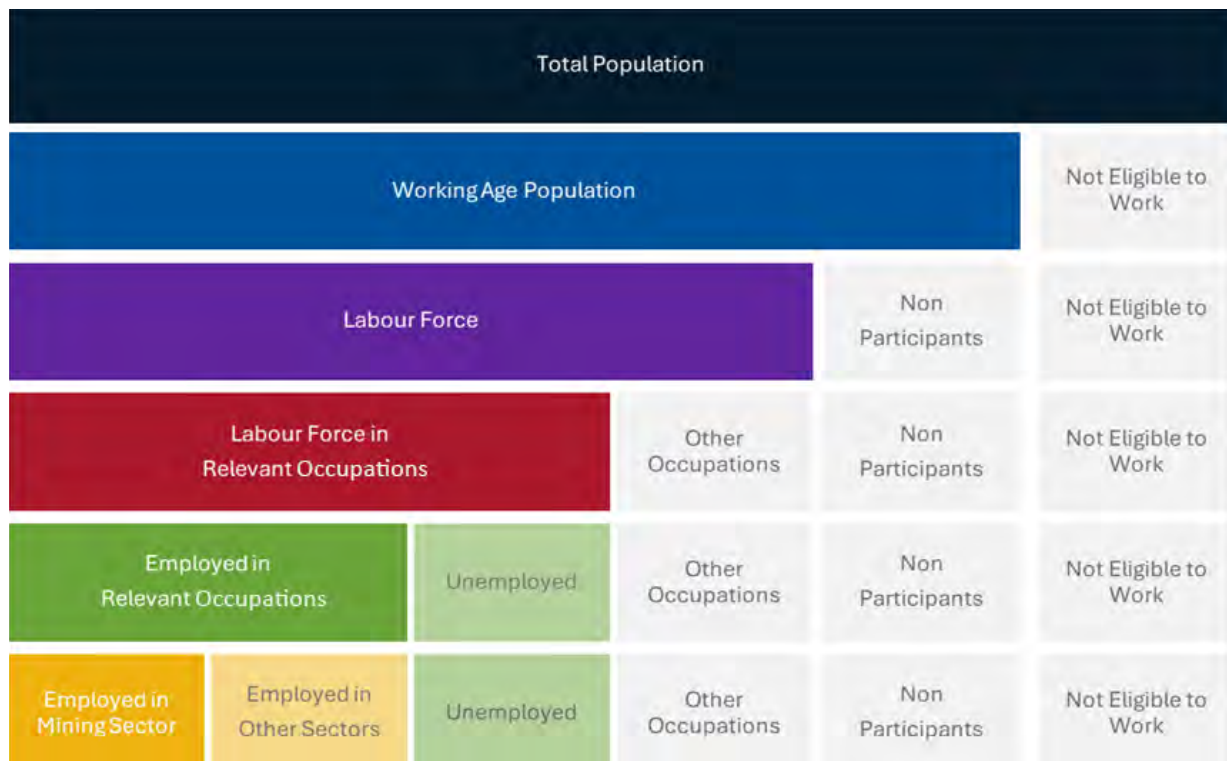 Total Population
Working Age Population
Not Eligible to
Work
Labour Force
Non
Participants
Not Eligible to
Work
Labour Force in
Relevant Occupations
Other
Occupations
Non
Participants
Not Eligible to
Work
Employed in
Relevant Occupations
Unemployed
Other
Occupations
Non
Participants
Not Eligible to
Work
Employed in
Mining Sector
Employed in
Other Sectors
Unemployed
Other
Occupations
Non
Participants
Not Eligible to
Work